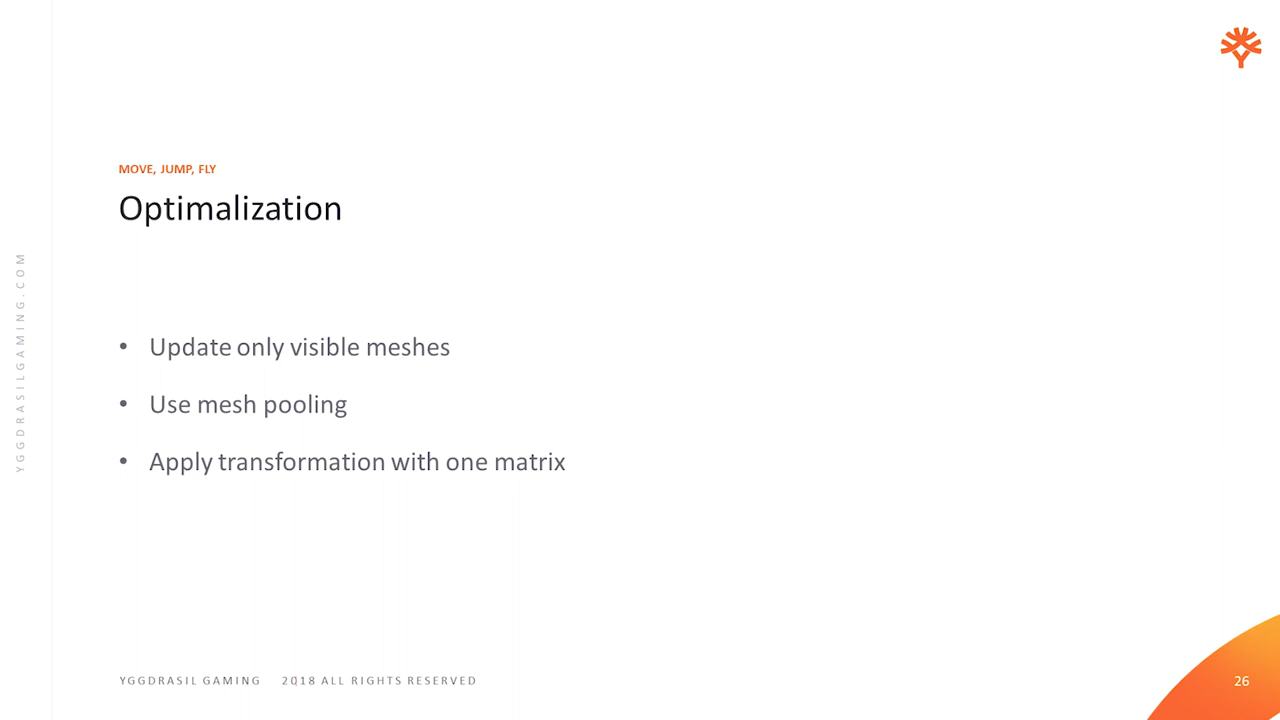 MOVE, JUMP, FLY
Optimalization
YGGDRASILGAMING.COM
• Update only visible meshes
• Use mesh pooling
• Apply transformation with one matrix
YGGDRASIL GAMING 2018 ALL RIGHTS RESERVED
26